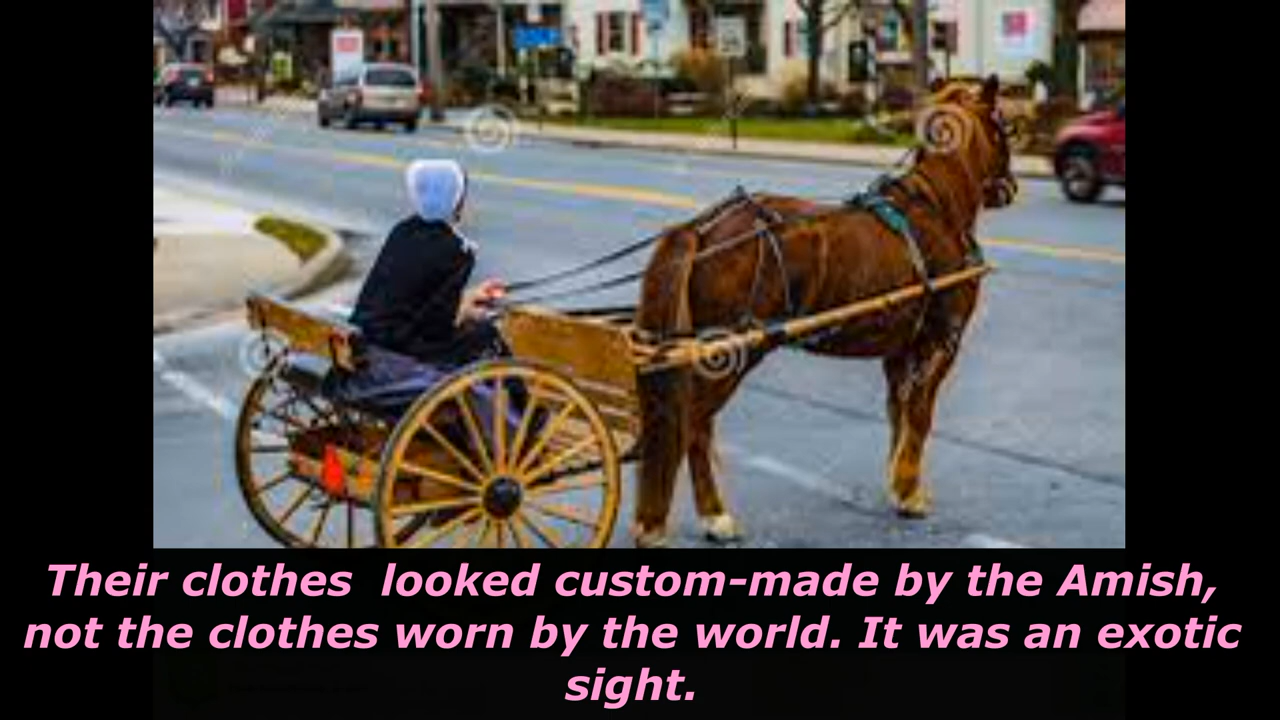 Their clothes  looked custom-made by the Amish,
not the clothes worn by the world. It was an exotic
sight.